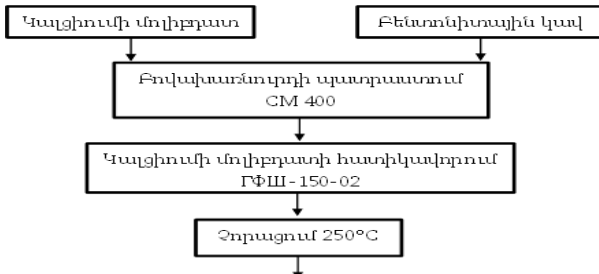 Կալցիումի մոլիբդատ
Բենտոնիտային կավ
Բովախառնուրդի պատրաստում
СМ 400
Կալցիումի մոլիբդատի հատիկավորում
ГФШ-150-02
Չորացում 250°C